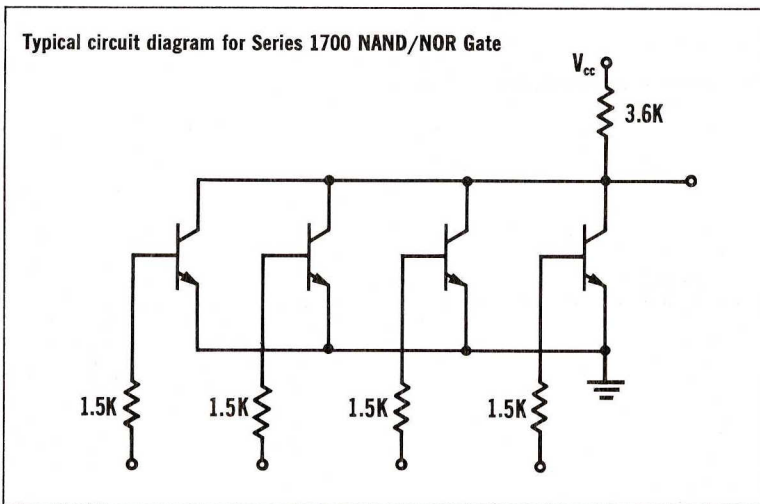 Typical circuit diagram for Series 1700 NAND/NOR Gate
Vcc
3.6K
1.5K 1.5K 1.5K 1.5K